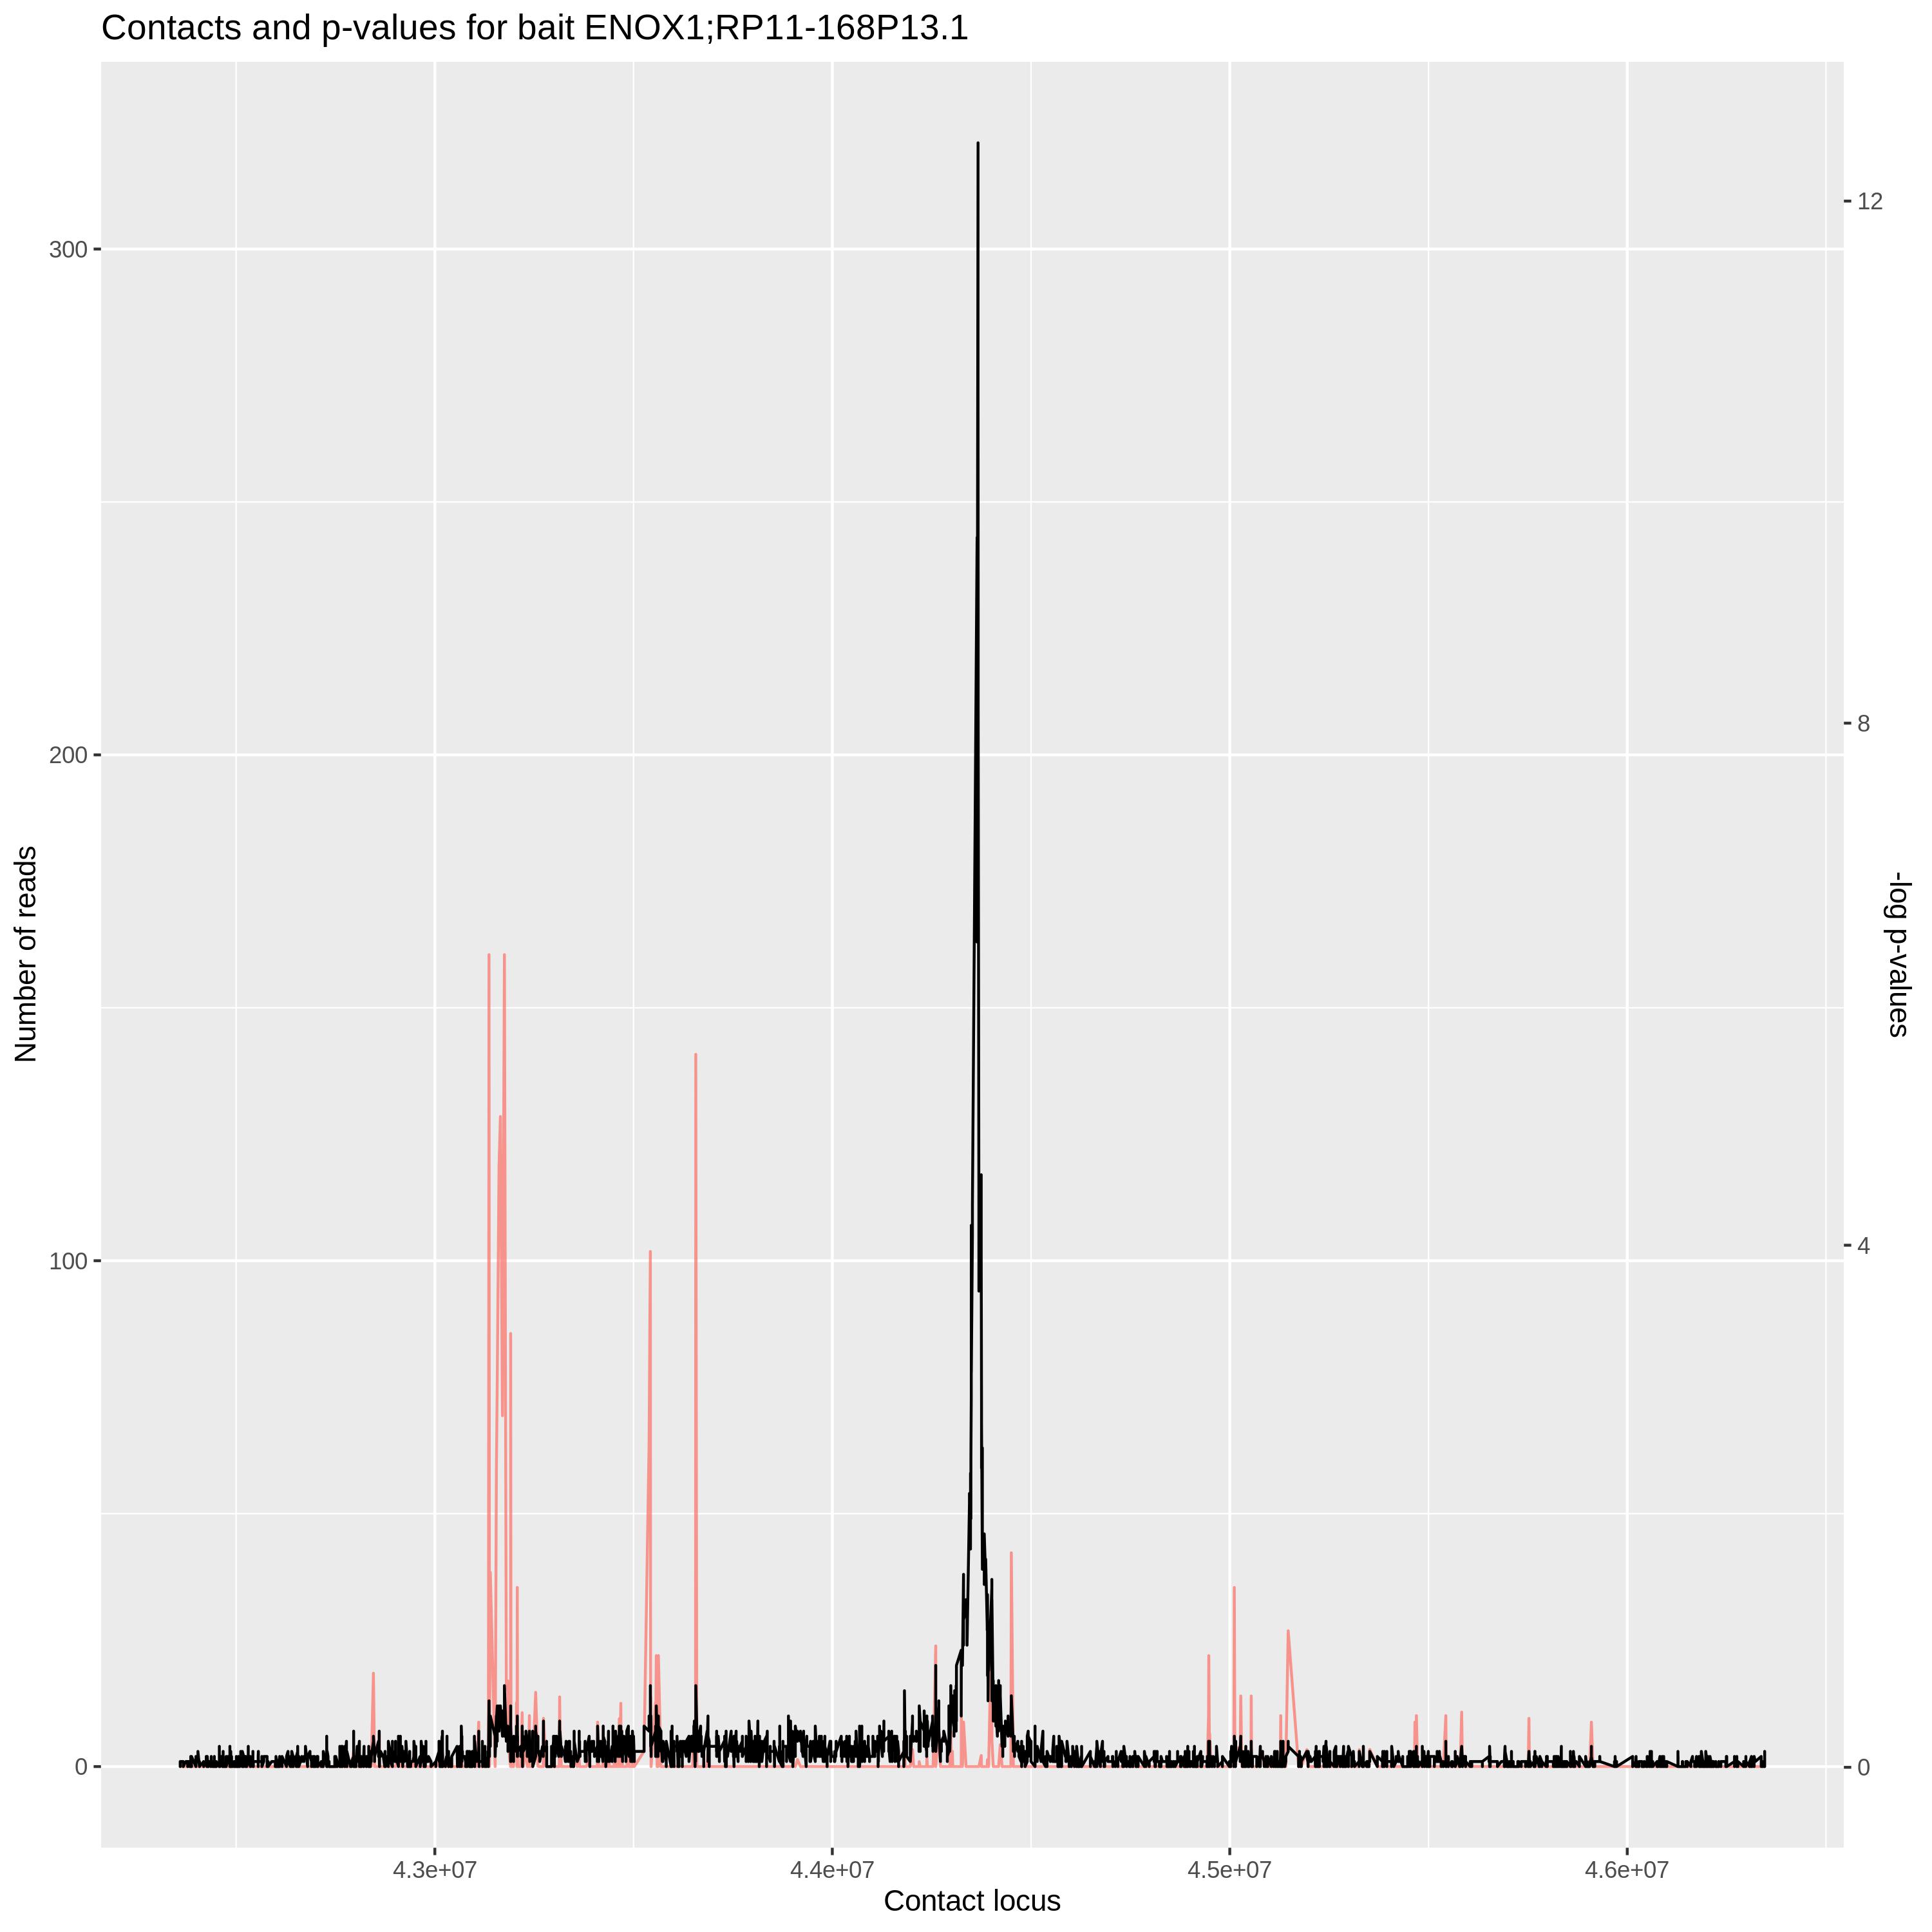 Contacts and p-values for bait ENOX1;RP11-168P13.1
300
200
100
0
12
8
4
0
Number of reads
-log p-values
4.3e+07
4.4e+07
4.5e+07
4.6e+07
Contact locus